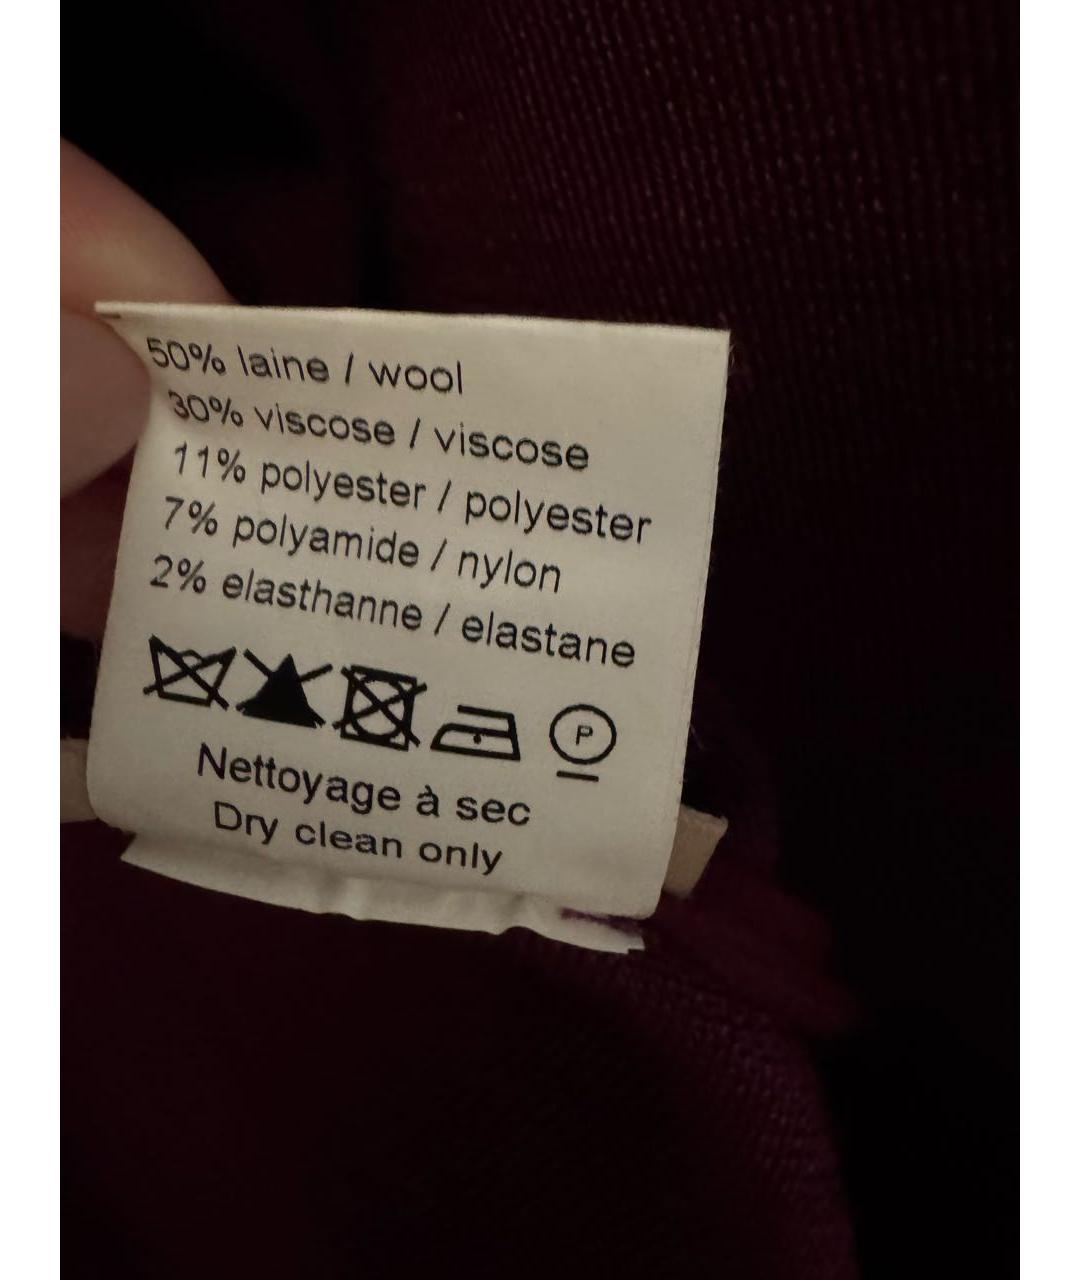 50% laine / wool
30% viscose / viscose
11% polyester / polyester
7% polyamide / nylon
2% elasthanne / elastane
P
Nettoyage à sec
Dry clean only